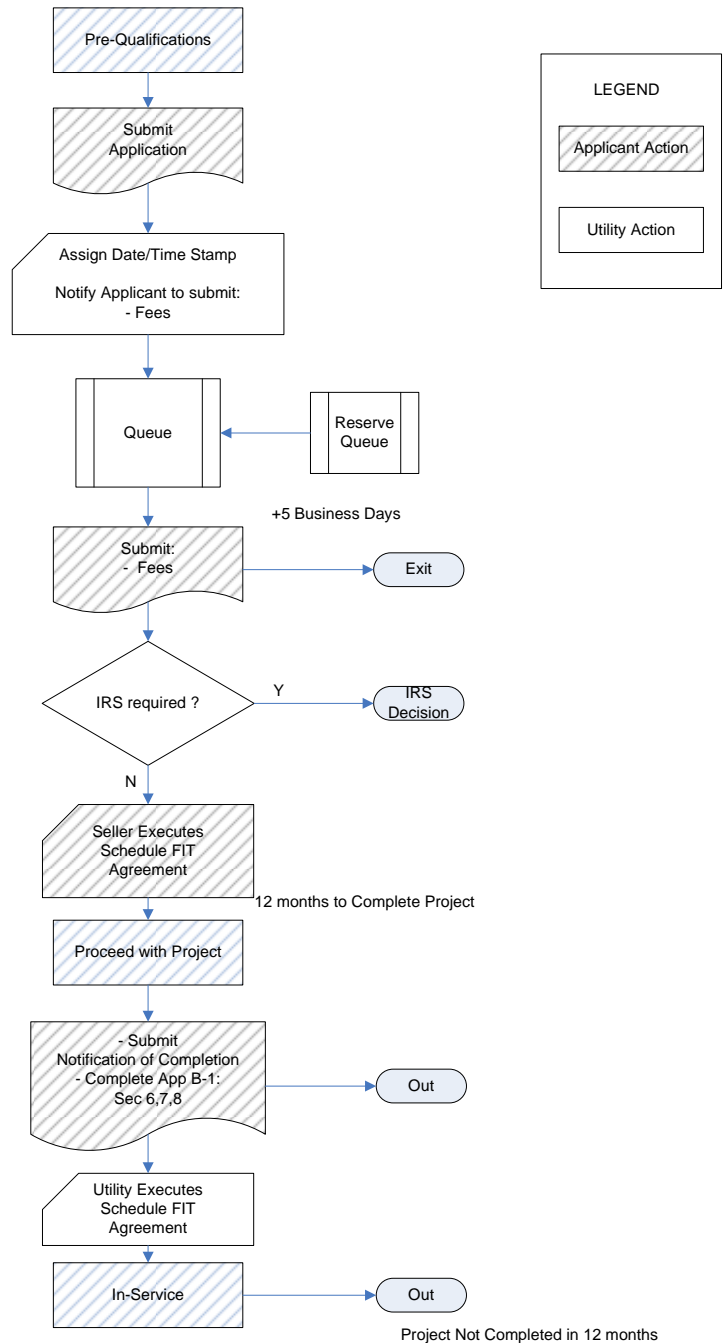 Pre-Qualifications
LEGEND
Applicant Action
Utility Action
Submit
Application
Assign Date/Time Stamp
Notify Applicant to submit:
- Fees
Queue
Reserve
Queue
+5 Business Days
Submit:
- Fees
Exit
IRS required ?
Y
IRS
Decision
N
Seller Executes
Schedule FIT
Agreement
12 months to Complete Project
Proceed with Project
- Submit
Notification of Completion
- Complete App B-1:
Sec 6,7,8
Out
Utility Executes
Schedule FIT
Agreement
In-Service
Out
Project Not Completed in 12 months